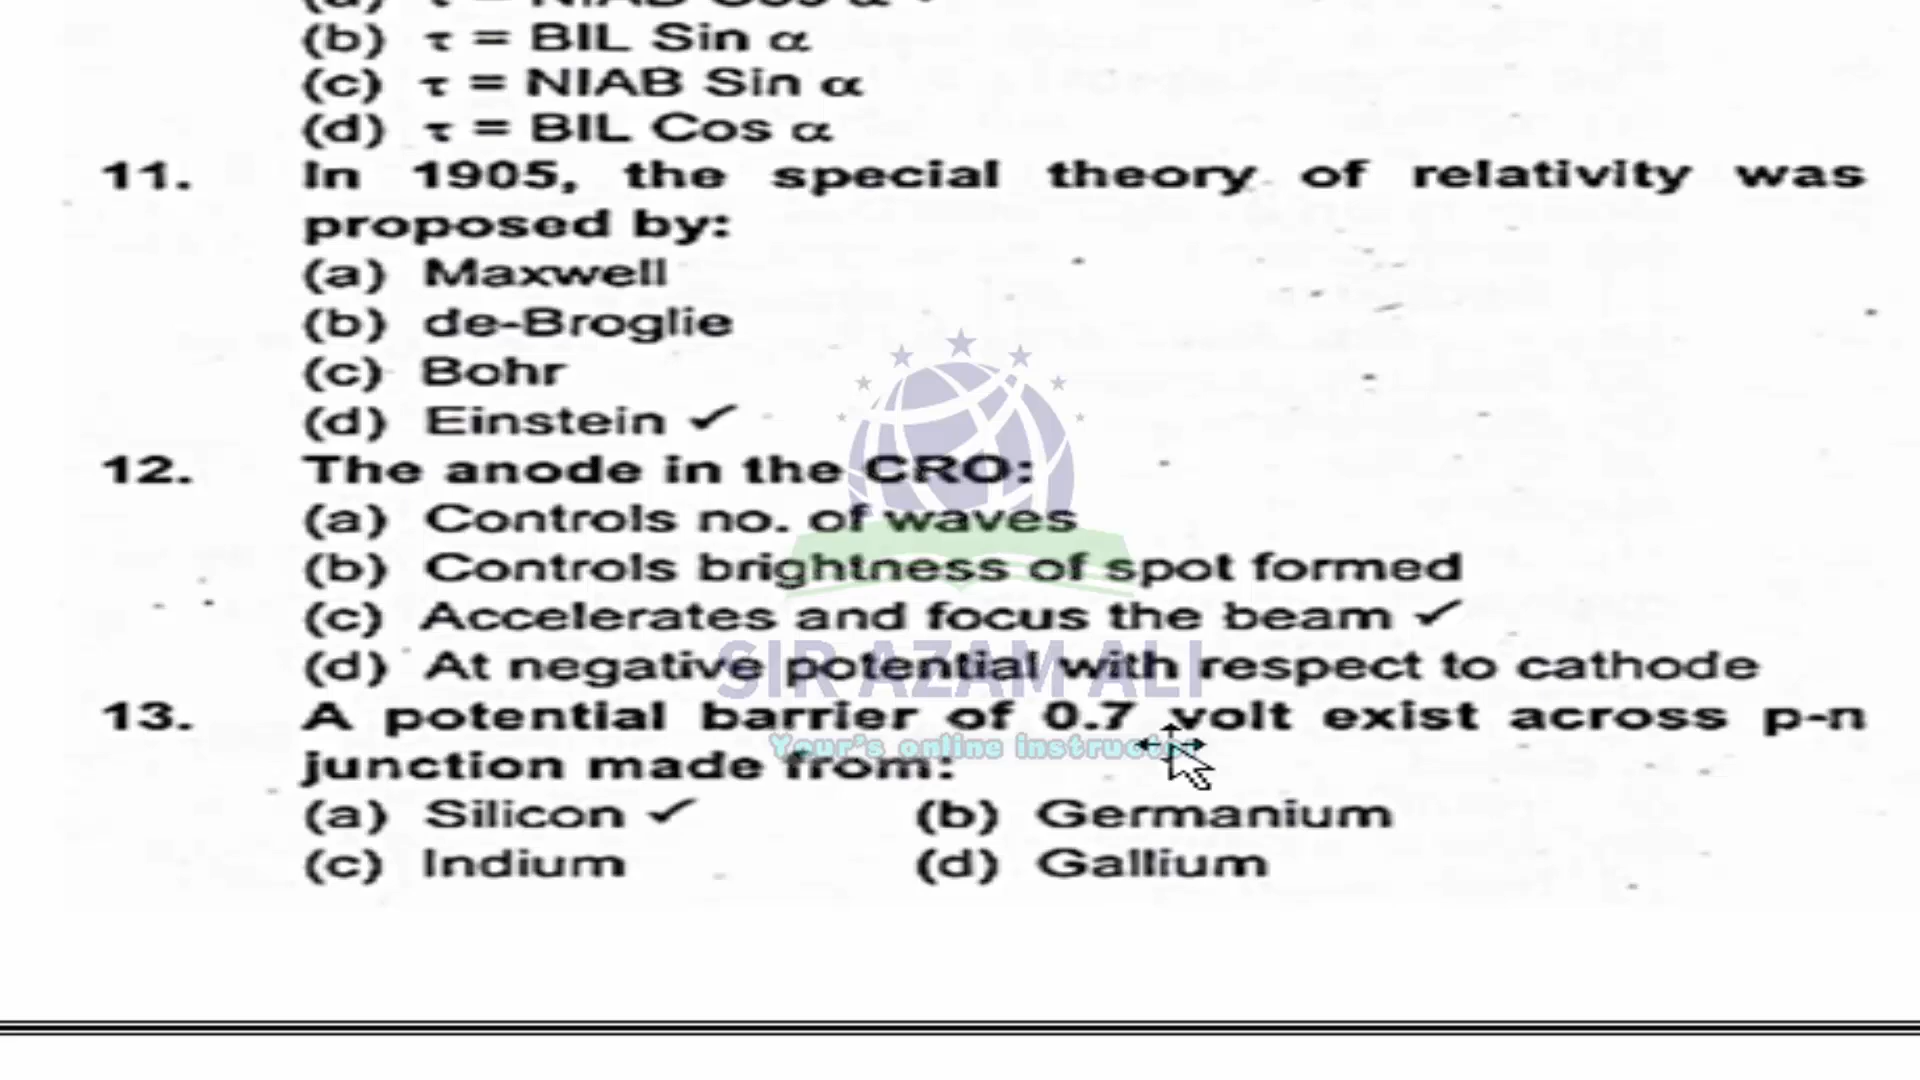 (a) τ = NIAB Cos α
(b) τ = BIL Sin α
(c) τ = NIAB Sin α
(d) τ = BIL Cos α
11. In 1905, the special theory of relativity was
proposed by:
(a) Maxwell
(b) de-Broglie
(c) Bohr
(d) Einstein ✓
12. The anode in the CRO:
(a) Controls no. of waves
(b) Controls brightness of spot formed
(c) Accelerates and focus the beam ✓
(d) At negative potential with respect to cathode
SIR AZAM ALI
13. A potential barrier of 0.7 volt exist across p-n
Your's online instructor
junction made from:
(a) Silicon ✓ (b) Germanium
(c) Indium (d) Gallium